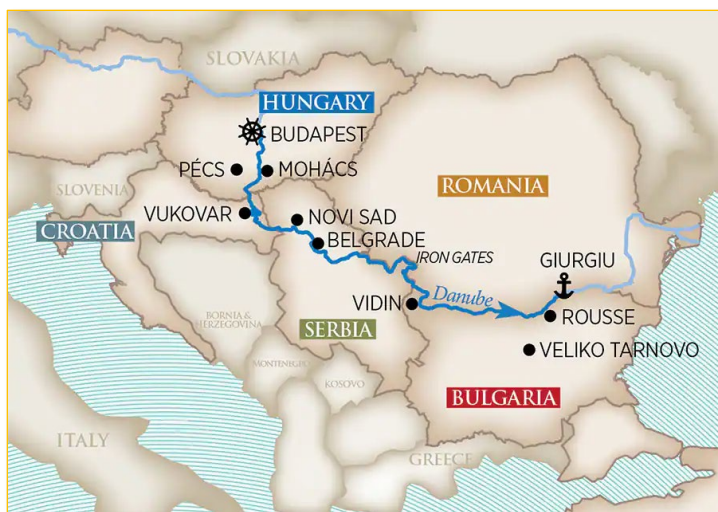 SLOVAKIA
HUNGARY
BUDAPEST
PÉCS
MOHÁCS
ROMANIA
SLOVENIA
VUKOVAR
NOVI SAD
CROATIA
BELGRADE
IRON GATES
GIURGIU
VIDIN
Danube
ROUSSE
BORNIA &
HERZEGOVINA
SERBIA
VELIKO TARNOVO
MONTENEGRO
KOSOVO
BULGARIA
ITALY
GREECE